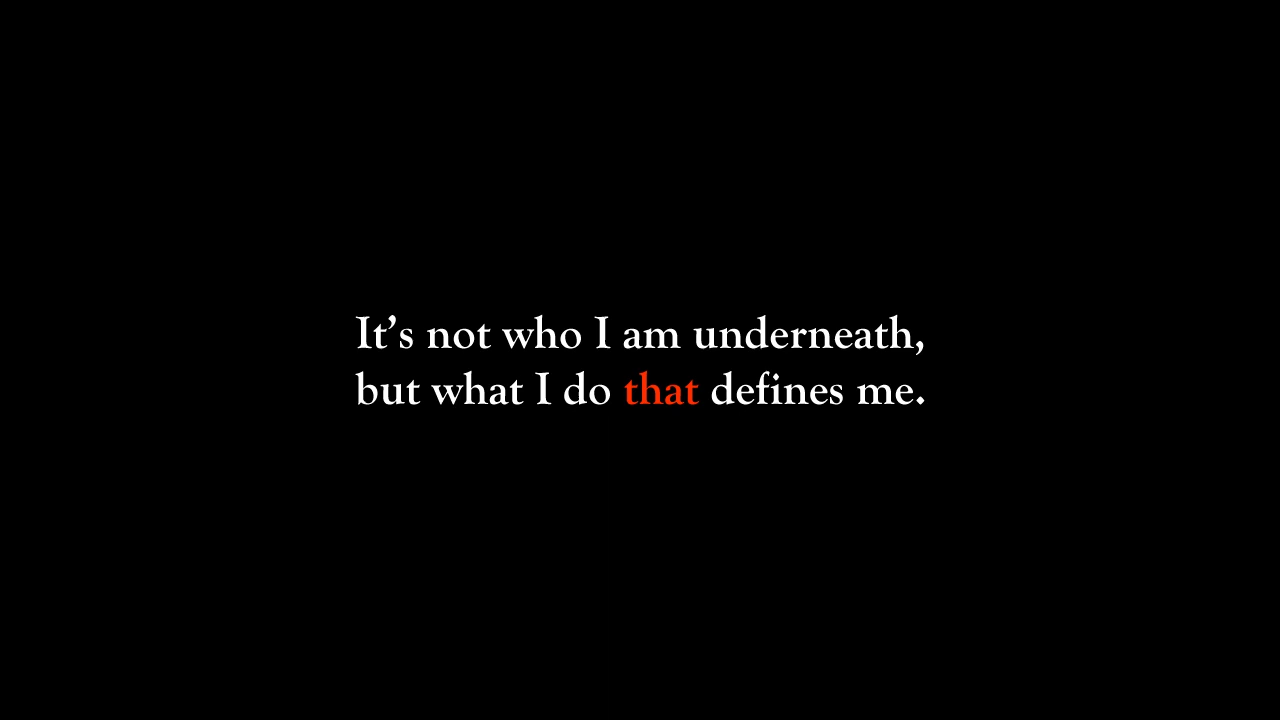 It’s not who I am underneath,
but what I do that defines me.